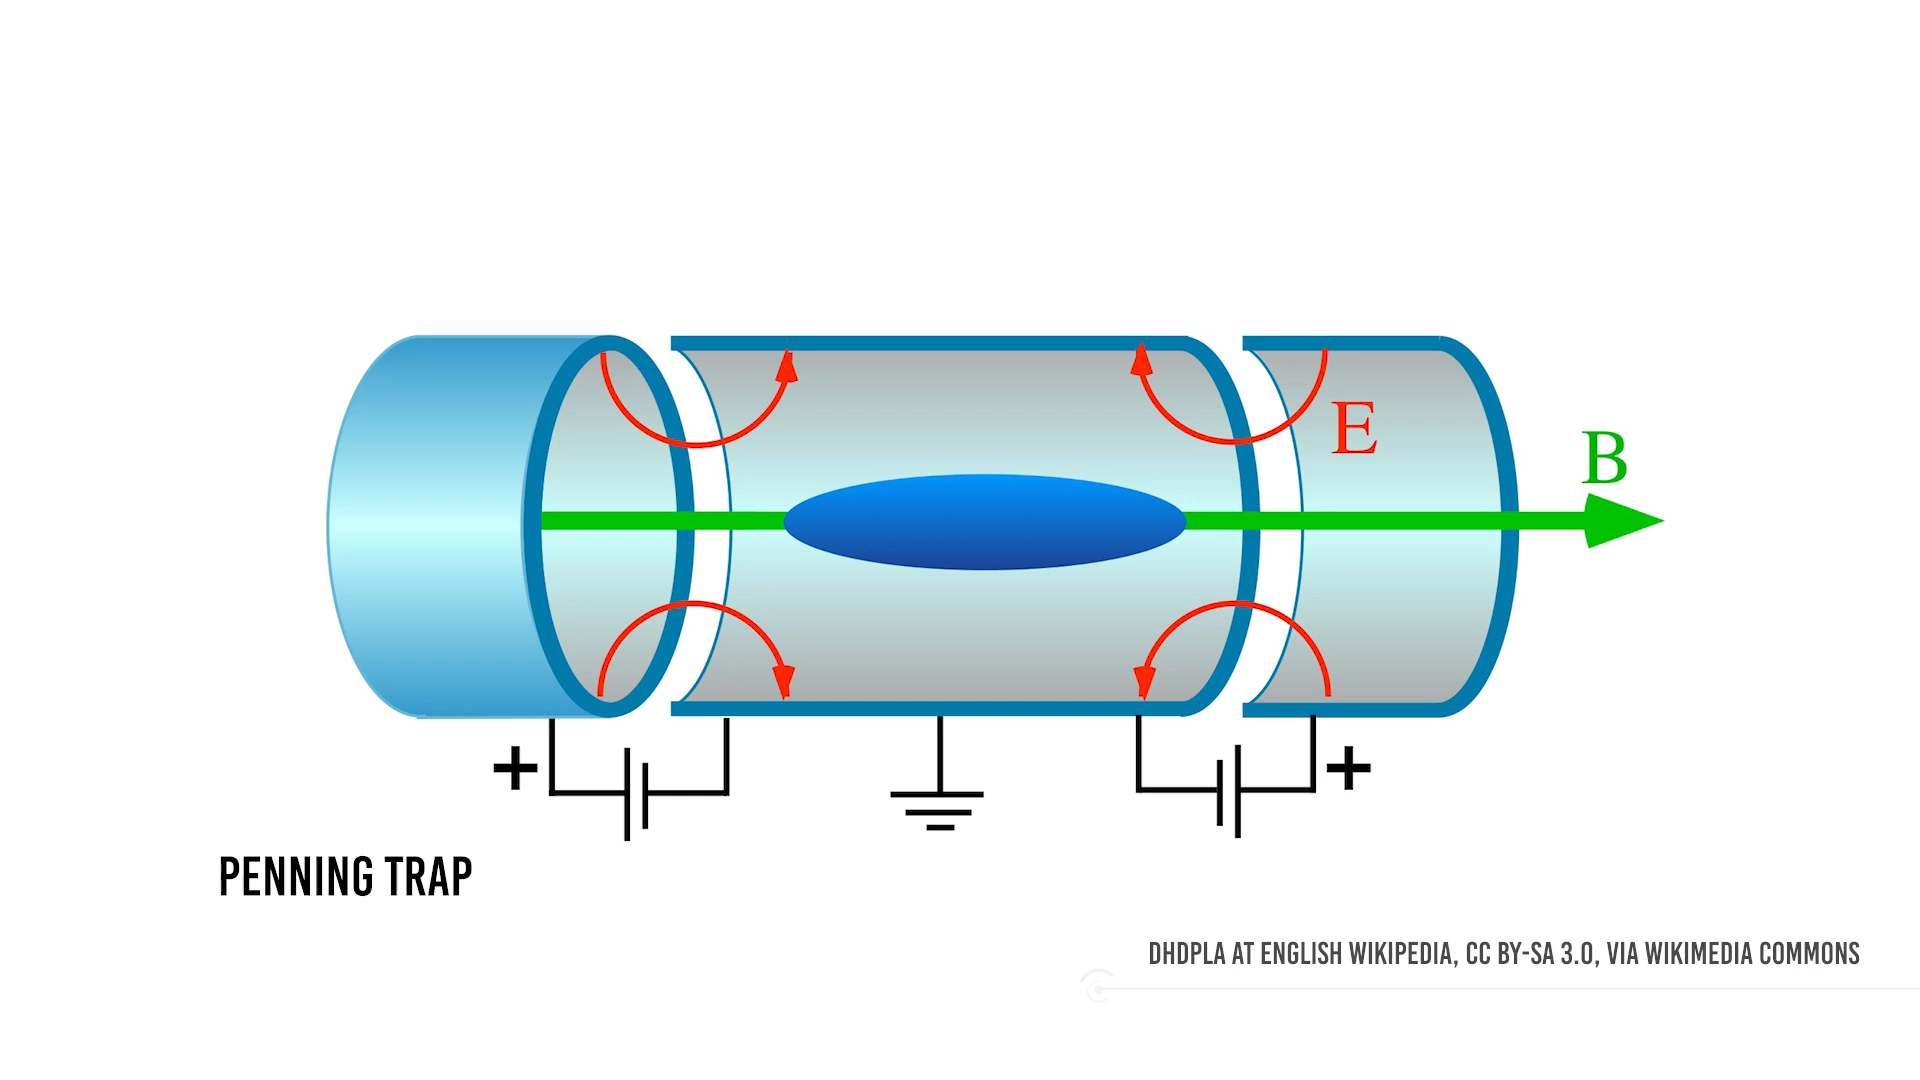 E
B
+
+
PENNING TRAP
DHDPLA AT ENGLISH WIKIPEDIA, CC BY-SA 3.0, VIA WIKIMEDIA COMMONS